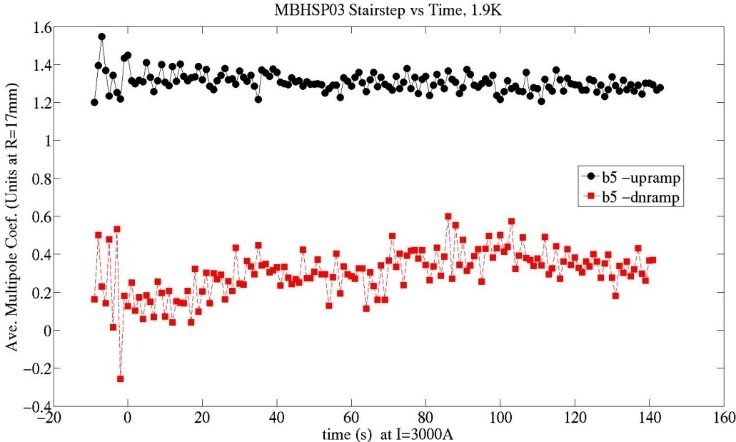 MBHSP03 Stairstep vs Time, 1.9K
Ave. Multipole Coef. (Units at R=17mm)
1.6
1.4
1.2
1
0.8
0.6
0.4
0.2
0
−0.2
−0.4
b5 −upramp
b5 −dnramp
−20 0 20 40 60 80 100 120 140 160
time (s) at I=3000A